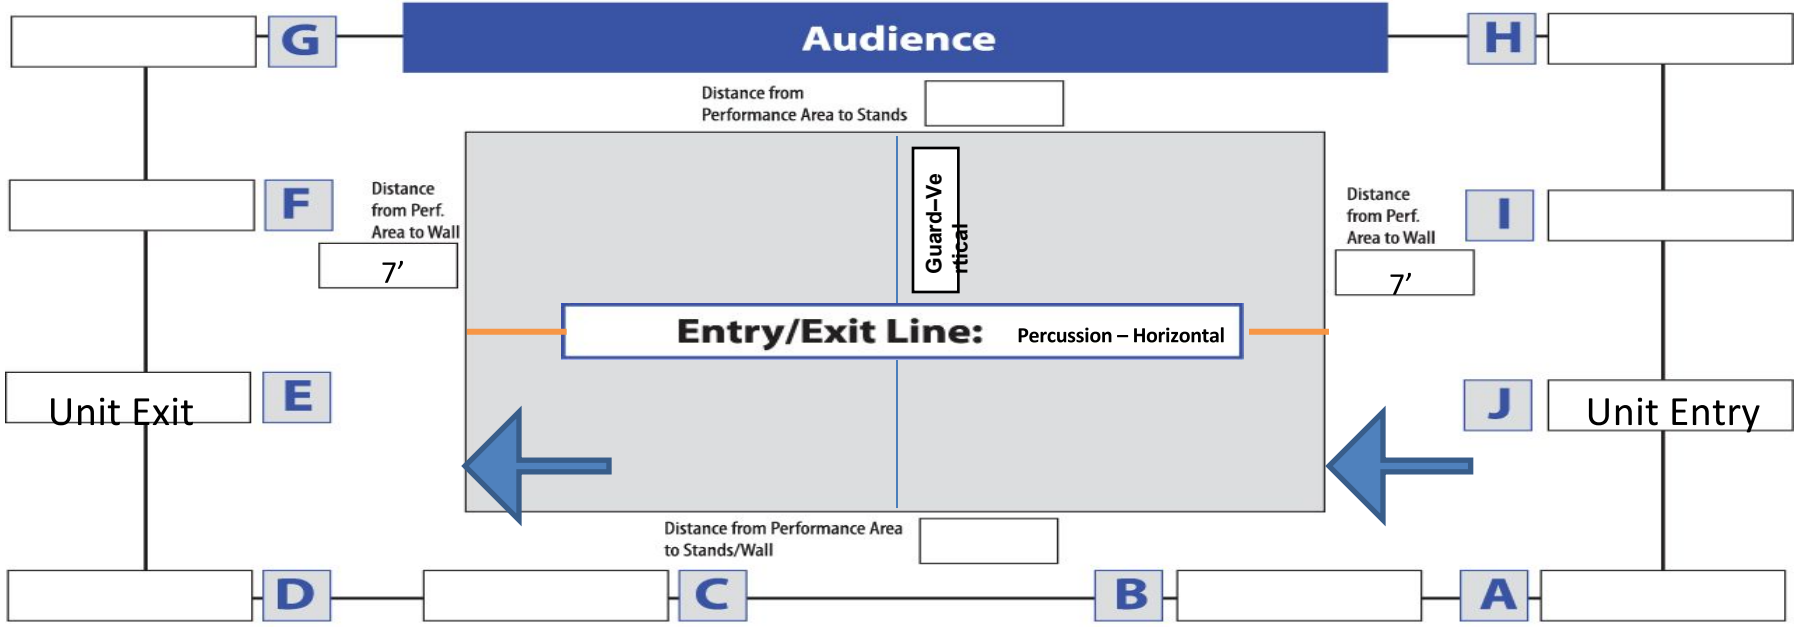 G
Audience
H
Distance from
Performance Area to Stands
F
Distance
from Perf.
Area to Wall
7’
Guard–Ve
rtical
Distance
from Perf.
Area to Wall
7’
I
Entry/Exit Line: Percussion – Horizontal
Unit Exit
E
J
Unit Entry
Distance from Performance Area
to Stands/Wall
D
C
B
A